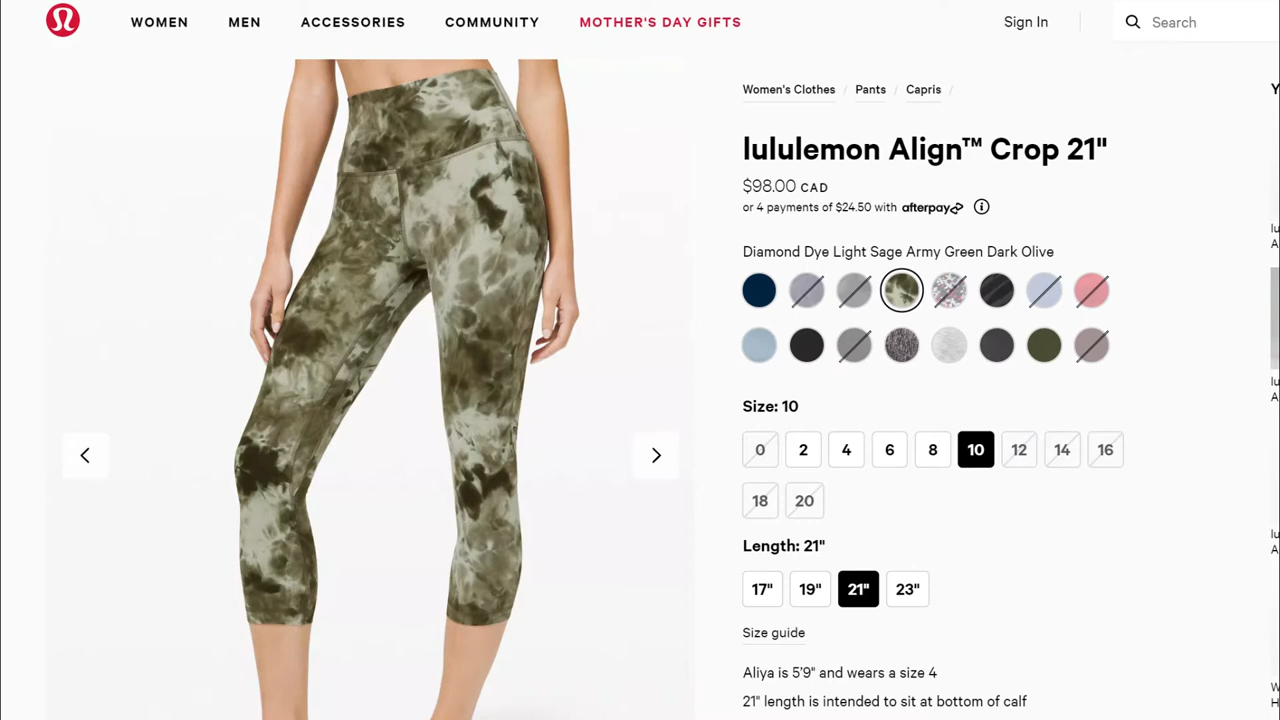 WOMEN MEN ACCESSORIES COMMUNITY MOTHER'S DAY GIFTS Sign In Search
Women's Clothes / Pants / Capris /
lululemon Align™ Crop 21"
$98.00 CAD
or 4 payments of $24.50 with afterpay
Diamond Dye Light Sage Army Green Dark Olive
Size: 10
0 2 4 6 8 10 12 14 16
18 20
Length: 21"
17" 19" 21" 23"
Size guide
Aliya is 5'9" and wears a size 4
21" length is intended to sit at bottom of calf